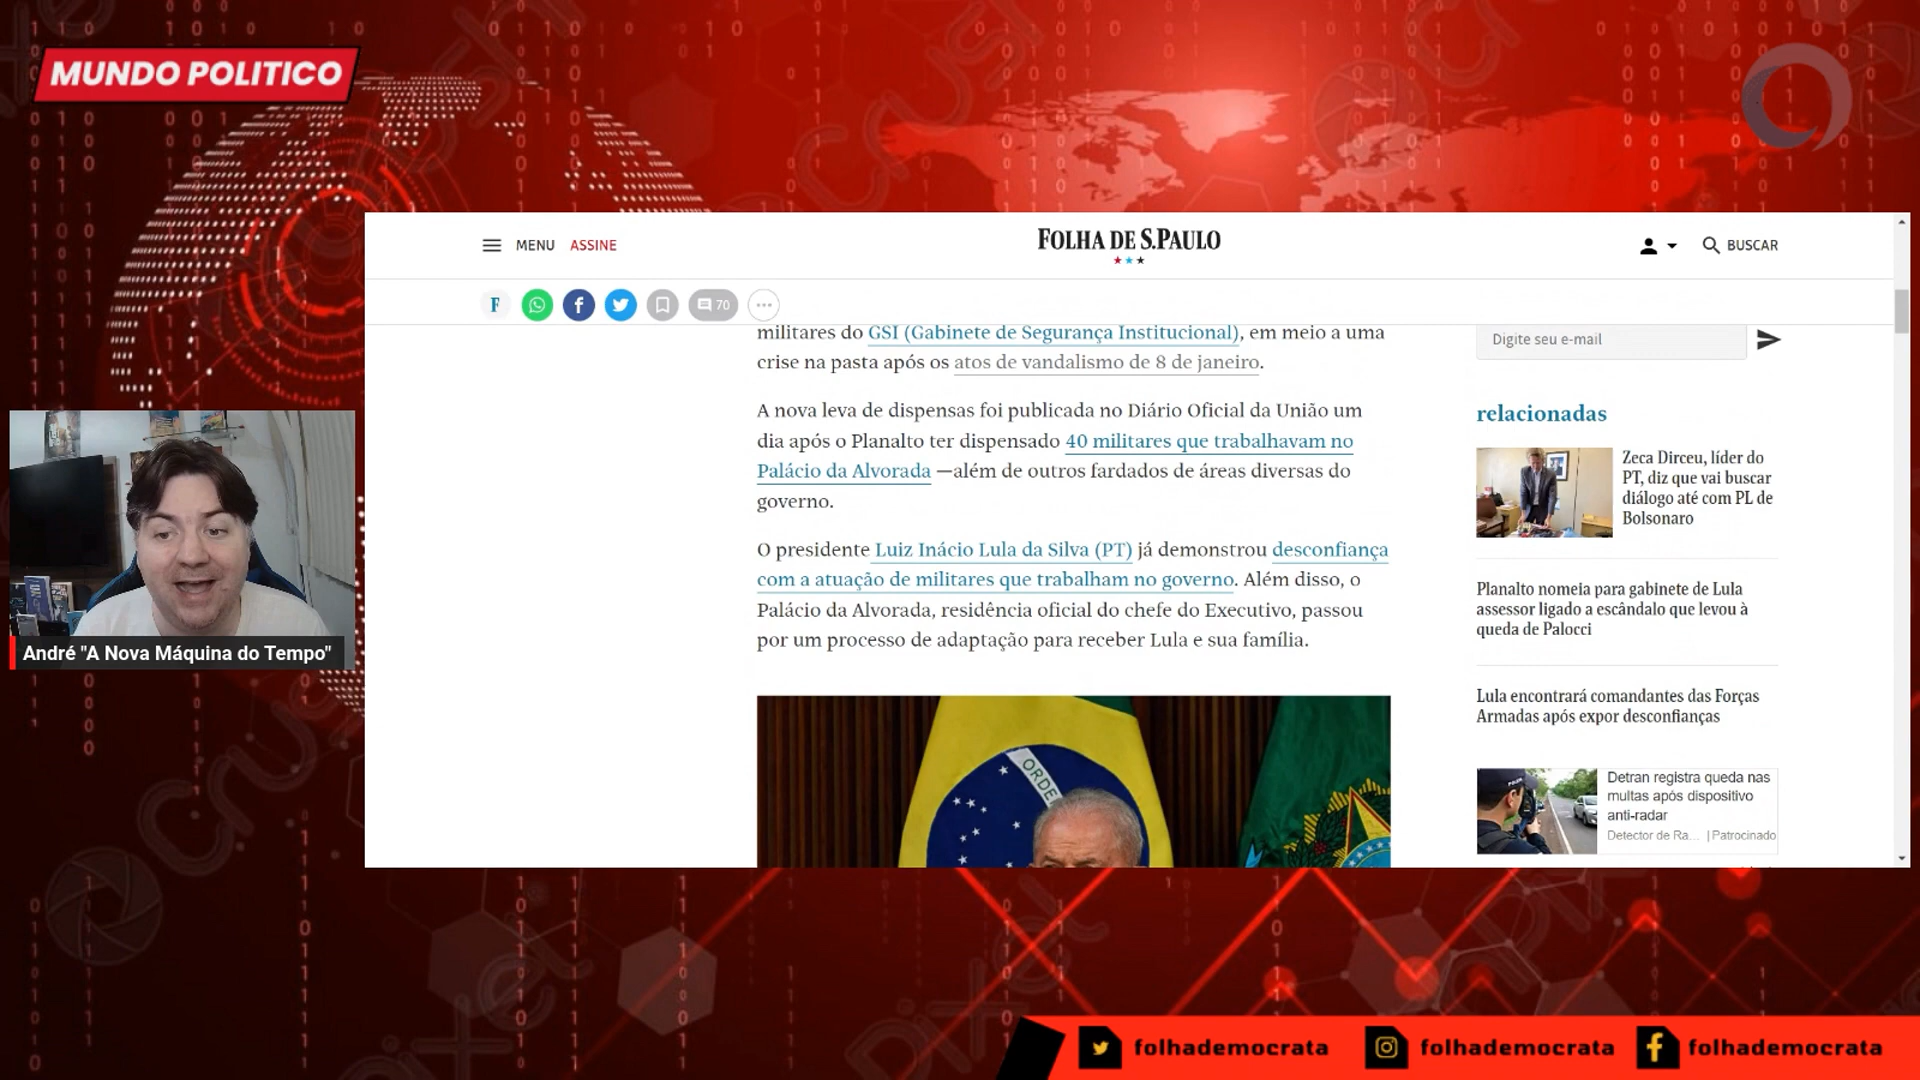 MUNDO POLITICO
MENU
ASSINE
FOLHA DE S.PAULO
BUSCAR
F
70
militares do GSI (Gabinete de Segurança Institucional), em meio a uma
crise na pasta após os atos de vandalismo de 8 de janeiro.
A nova leva de dispensas foi publicada no Diário Oficial da União um
dia após o Planalto ter dispensado 40 militares que trabalhavam no
Palácio da Alvorada —além de outros fardados de áreas diversas do
governo.
O presidente Luiz Inácio Lula da Silva (PT) já demonstrou desconfiança
com a atuação de militares que trabalham no governo. Além disso, o
Palácio da Alvorada, residência oficial do chefe do Executivo, passou
por um processo de adaptação para receber Lula e sua família.
ORDE
Digite seu e-mail
relacionadas
Zeca Dirceu, líder do
PT, diz que vai buscar
diálogo até com PL de
Bolsonaro
Planalto nomeia para gabinete de Lula
assessor ligado a escândalo que levou à
queda de Palocci
Lula encontrará comandantes das Forças
Armadas após expor desconfianças
Detran registra queda nas
multas após dispositivo
anti-radar
Detector de Ra... | Patrocinado
André "A Nova Máquina do Tempo"
folhademocrata
folhademocrata
folhademocrata